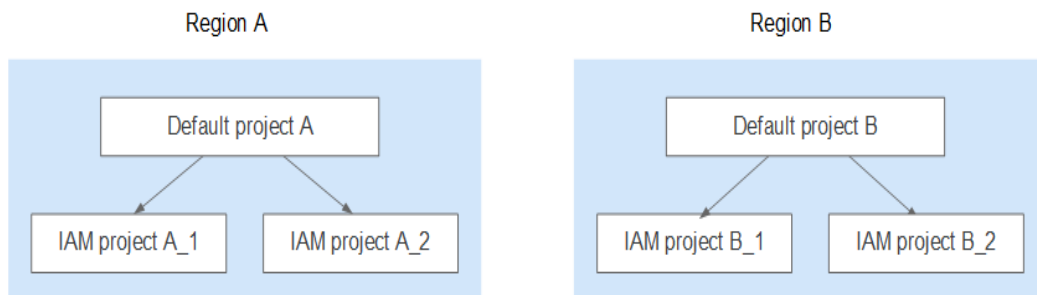 Region A
Region B
Default project A
Default project B
IAM project A_1
IAM project A_2
IAM project B_1
IAM project B_2